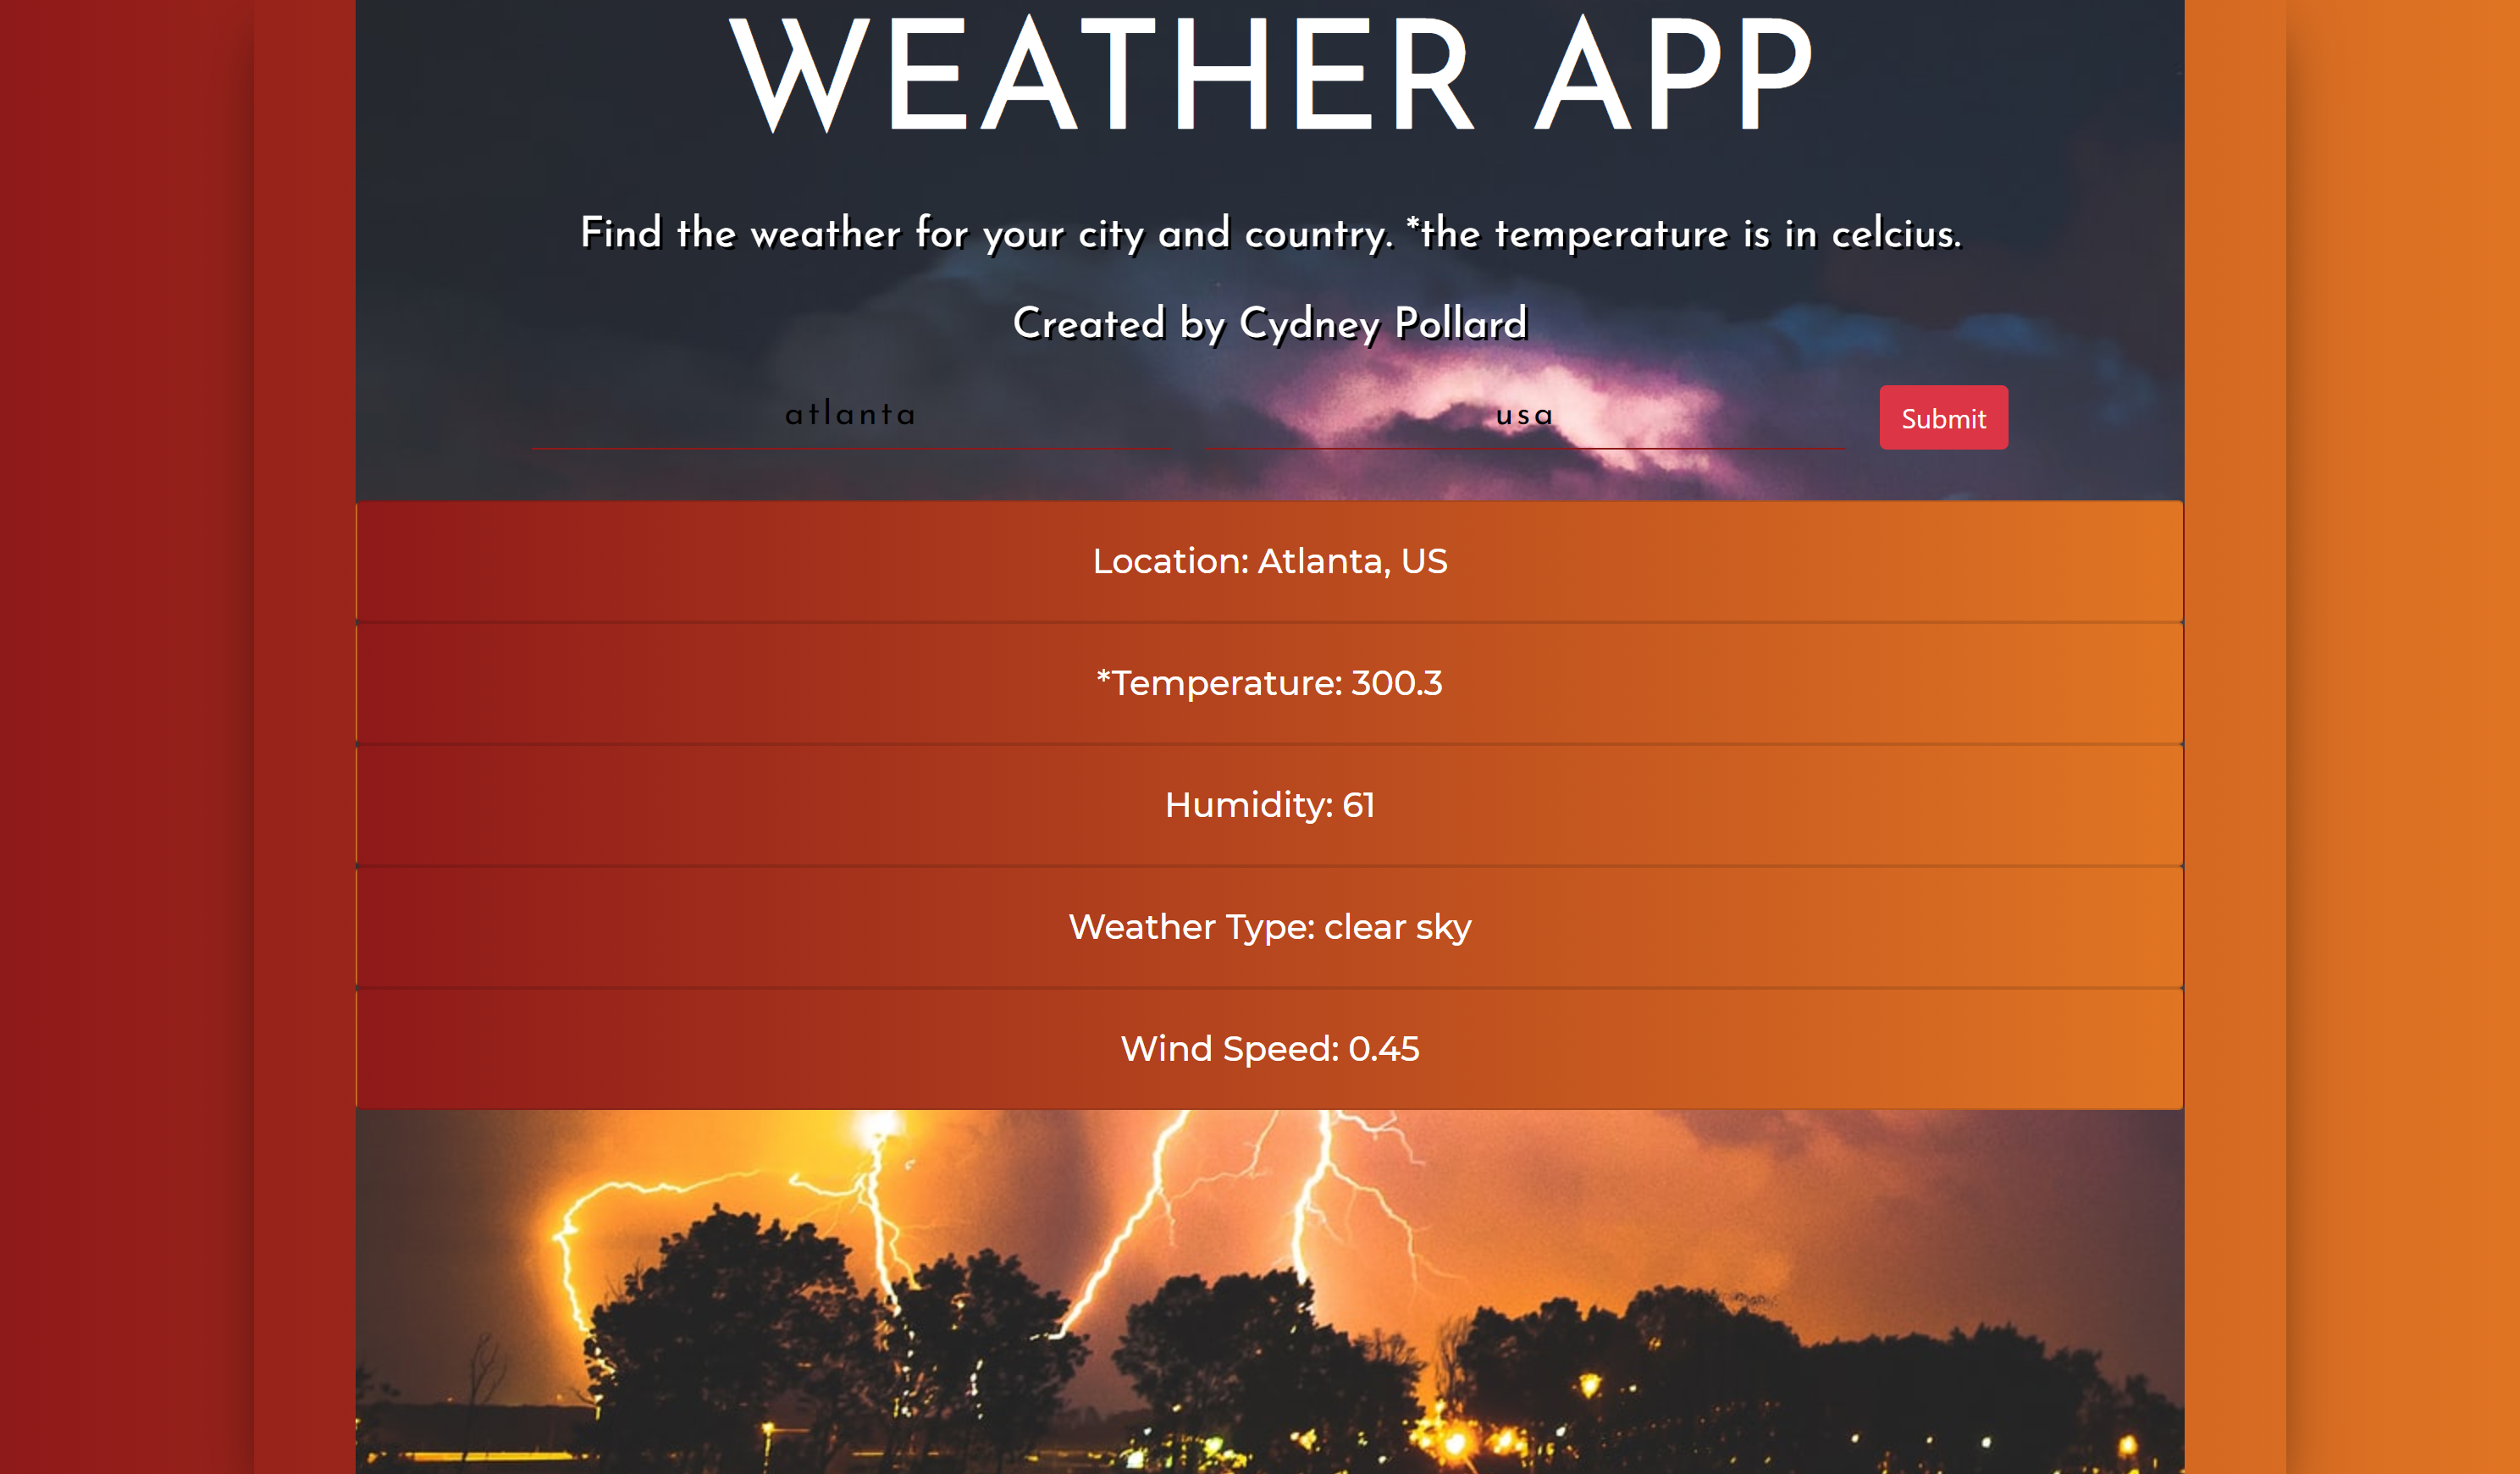 WEATHER APP
Find the weather for your city and country. *the temperature is in celcius.
Created by Cydney Pollard
atlanta usa Submit
Location: Atlanta, US
*Temperature: 300.3
Humidity: 61
Weather Type: clear sky
Wind Speed: 0.45